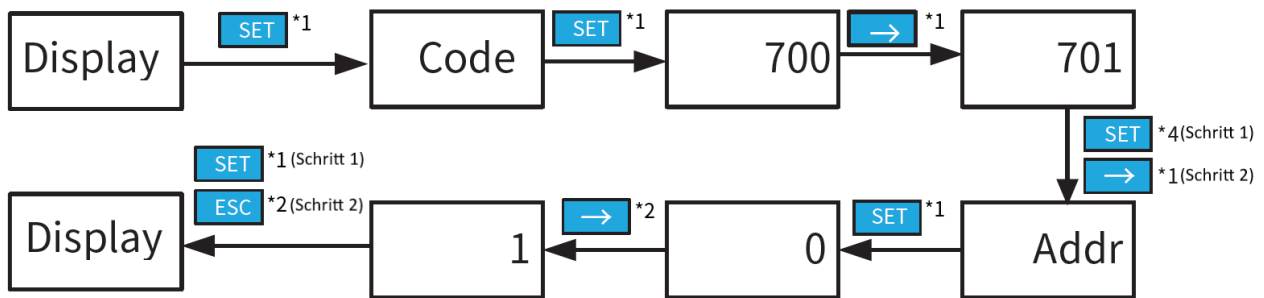 Display
SET *1
Code
SET *1
700
→ *1
701
SET *4 (Schritt 1)
→ *1 (Schritt 2)
Addr
SET *1
0
→ *2
1
SET *1 (Schritt 1)
ESC *2 (Schritt 2)
Display